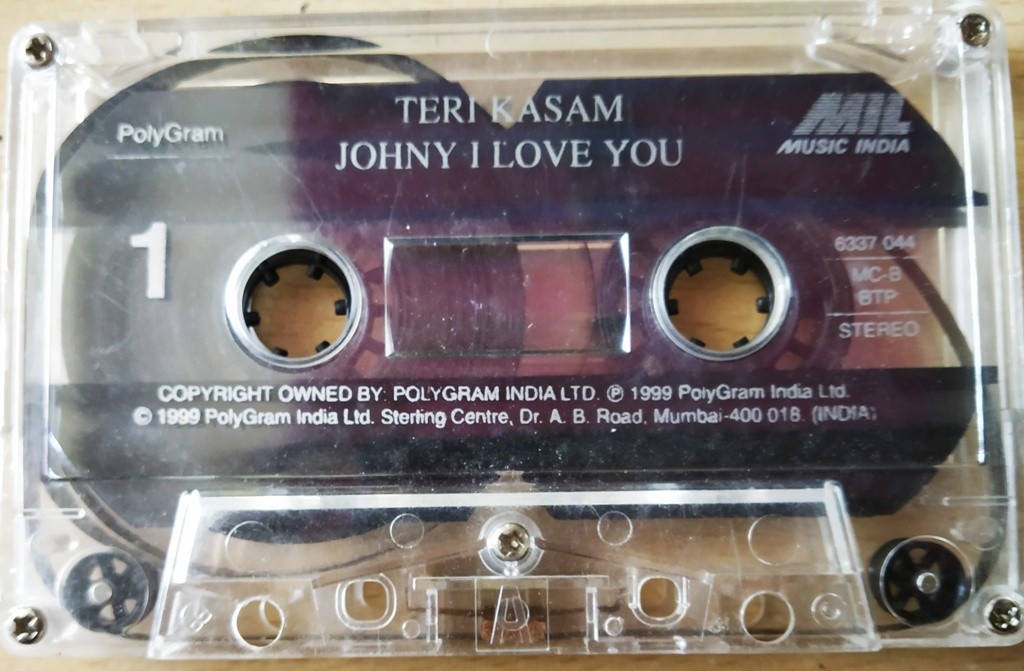 PolyGram
TERI KASAM
JOHNY I LOVE YOU
MIL
MUSIC INDIA
1
6337 044
MC-B
BTP
STEREO
COPYRIGHT OWNED BY: POLYGRAM INDIA LTD. ℗ 1999 PolyGram India Ltd.
© 1999 PolyGram India Ltd. Sterling Centre, Dr. A. B. Road, Mumbai-400 018. (INDIA)
A